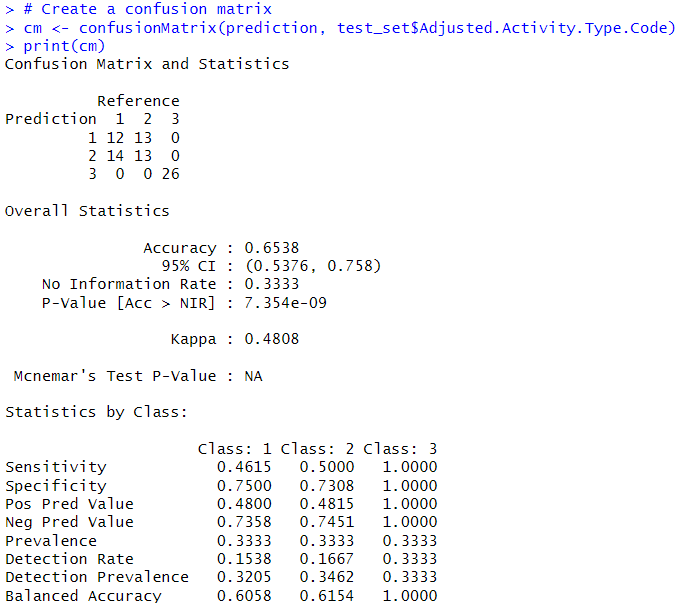 > # Create a confusion matrix
> cm <- confusionMatrix(prediction, test_set$Adjusted.Activity.Type.Code)
> print(cm)
Confusion Matrix and Statistics

          Reference
Prediction  1  2  3
         1 12 13  0
         2 14 13  0
         3  0  0 26

Overall Statistics

               Accuracy : 0.6538
                 95% CI : (0.5376, 0.758)
    No Information Rate : 0.3333
    P-Value [Acc > NIR] : 7.354e-09

                  Kappa : 0.4808

 Mcnemar's Test P-Value : NA

Statistics by Class:

                     Class: 1 Class: 2 Class: 3
Sensitivity            0.4615   0.5000   1.0000
Specificity            0.7500   0.7308   1.0000
Pos Pred Value         0.4800   0.4815   1.0000
Neg Pred Value         0.7358   0.7451   1.0000
Prevalence             0.3333   0.3333   0.3333
Detection Rate         0.1538   0.1667   0.3333
Detection Prevalence   0.3205   0.3462   0.3333
Balanced Accuracy      0.6058   0.6154   1.0000